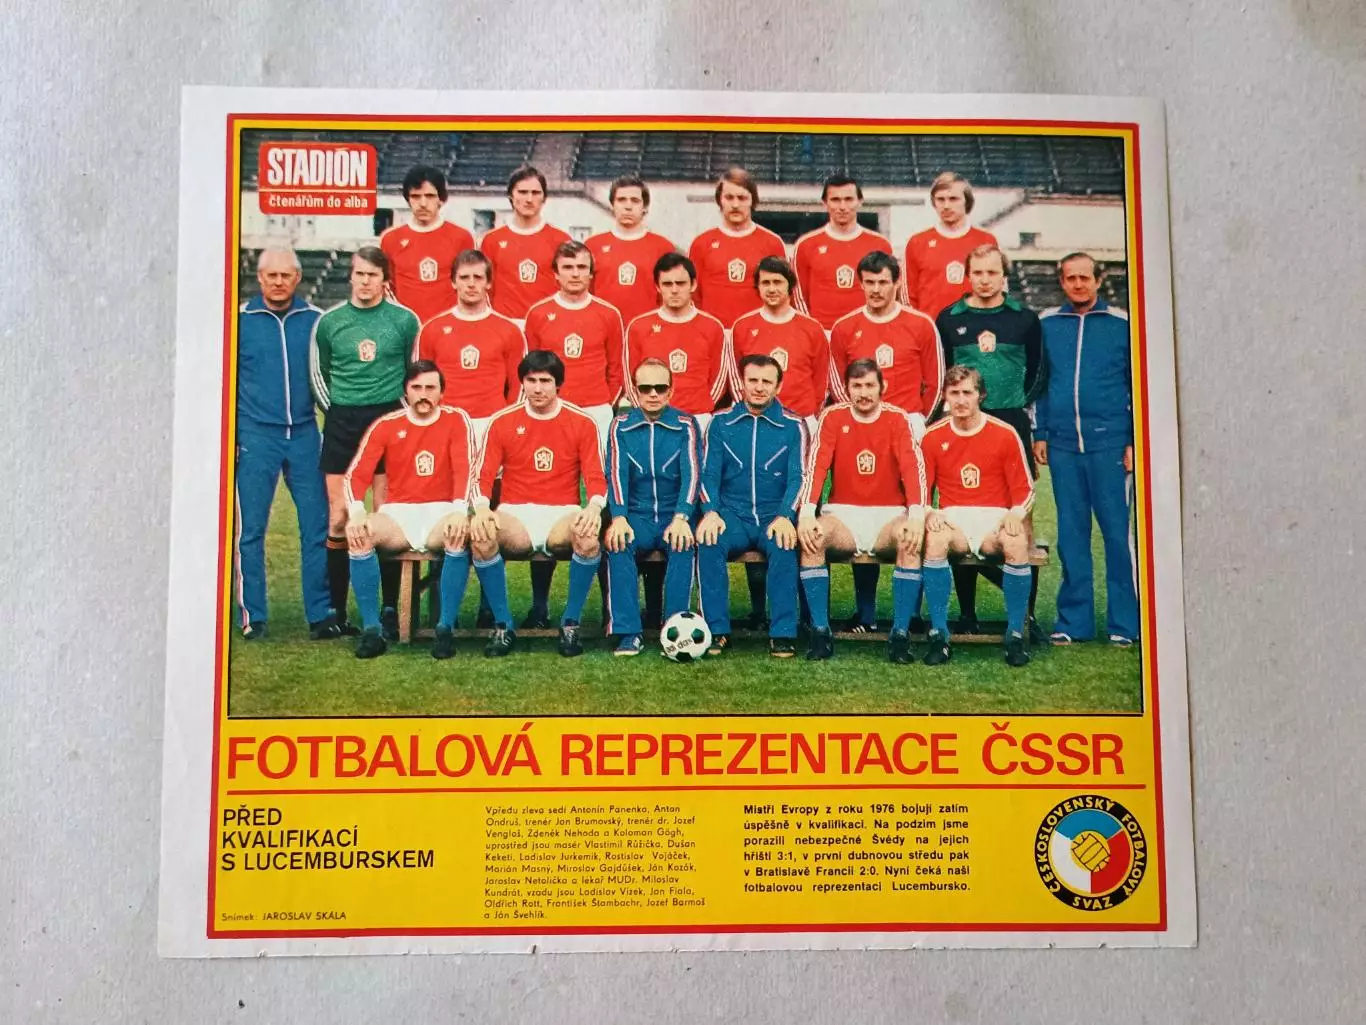 STADIÓN
čtenářům do alba
adidas
FOTBALOVÁ REPREZENTACE ČSSR
PŘED
KVALIFIKACÍ
S LUCEMBURSKEM
Snímek: JAROSLAV SKÁLA
Vpředu zleva sedí Antonín Panenka, Anton
Ondruš, trenér Jan Brumovský, trenér dr. Jozef
Vengloš, Zdeněk Nehoda a Koloman Gögh,
uprostřed jsou masér Vlastimil Růžička, Dušan
Keketi, Ladislav Jurkemik, Rostislav Vojáček,
Marián Masný, Miroslav Gajdůšek, Ján Kozák,
Jaroslav Netolička a lékař MUDr. Miloslav
Kundrát, vzadu jsou Ladislav Vízek, Jan Fiala,
Oldřich Rott, František Štambachr, Jozef Barmoš
a Ján Švehlík.
Mistři Evropy z roku 1976 bojují zatím
úspěšně v kvalifikaci. Na podzim jsme
porazili nebezpečné Švédy na jejich
hřišti 3:1, v první dubnovou středu pak
v Bratislavě Francii 2:0. Nyní čeká naši
fotbalovou reprezentaci Lucembursko.
ČESKOSLOVENSKÝ FOTBALOVÝ
SVAZ